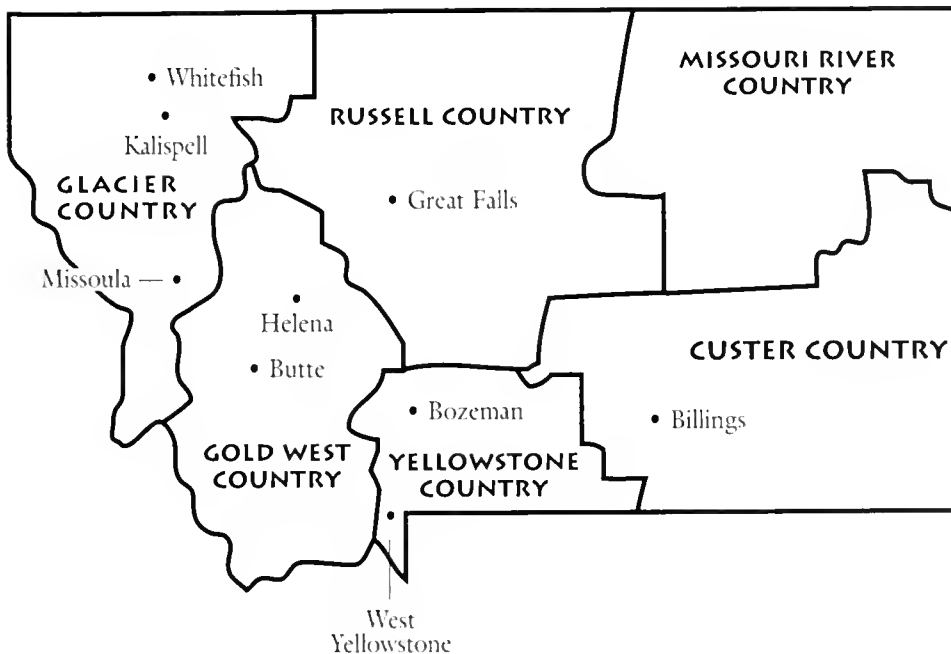 Whitefish
Kalispell
GLACIER
COUNTRY
Missoula
RUSSELL COUNTRY
Great Falls
MISSOURI RIVER
COUNTRY
Helena
Butte
GOLD WEST
COUNTRY
Bozeman
YELLOWSTONE
COUNTRY
West
Yellowstone
CUSTER COUNTRY
Billings